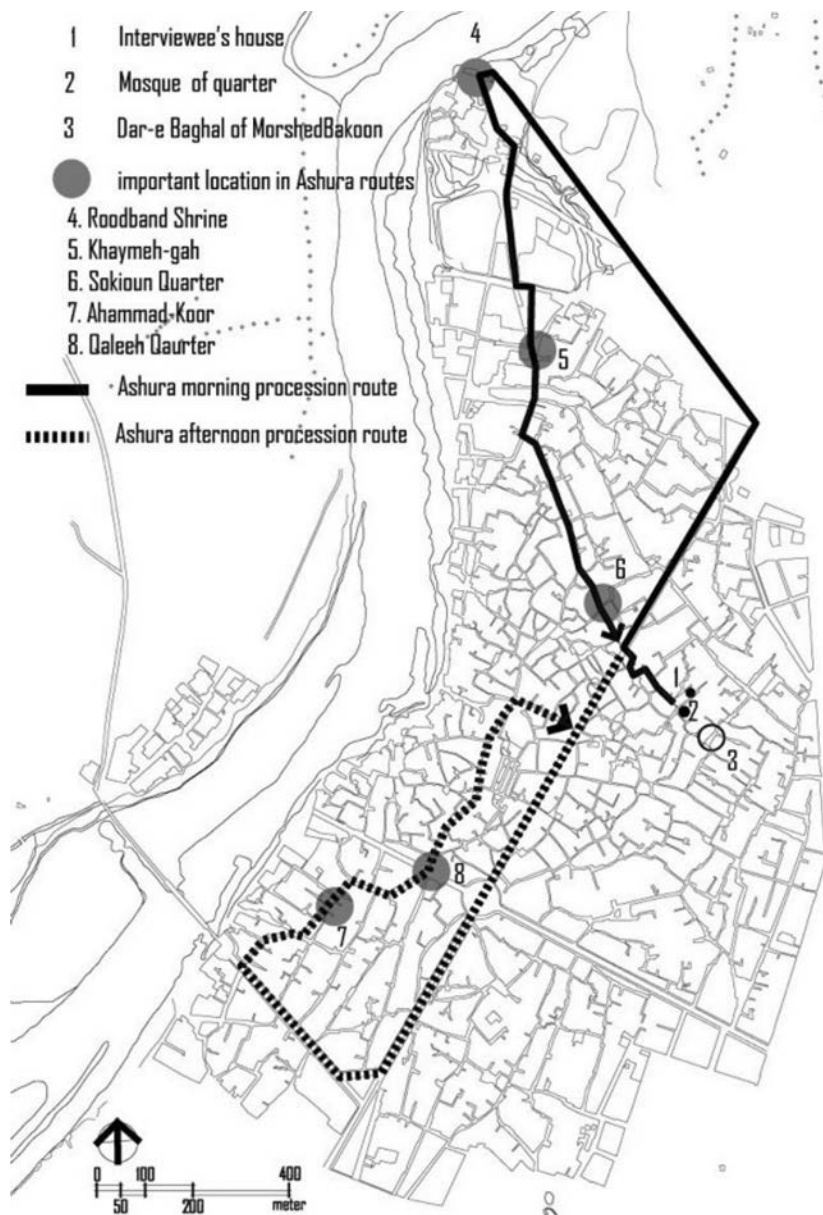 1 Interviewee's house
2 Mosque of quarter
3 Dar-e Baghal of MorshedBakoon
important location in Ashura routes
4. Roodband Shrine
5. Khaymeh-gah
6. Sokioun Quarter
7. Ahammad-Koor
8. Qaleeh Qaurter
Ashura morning procession route
Ashura afternoon procession route
4
5
6
1
2
3
8
7
0 100 400
50 200 meter